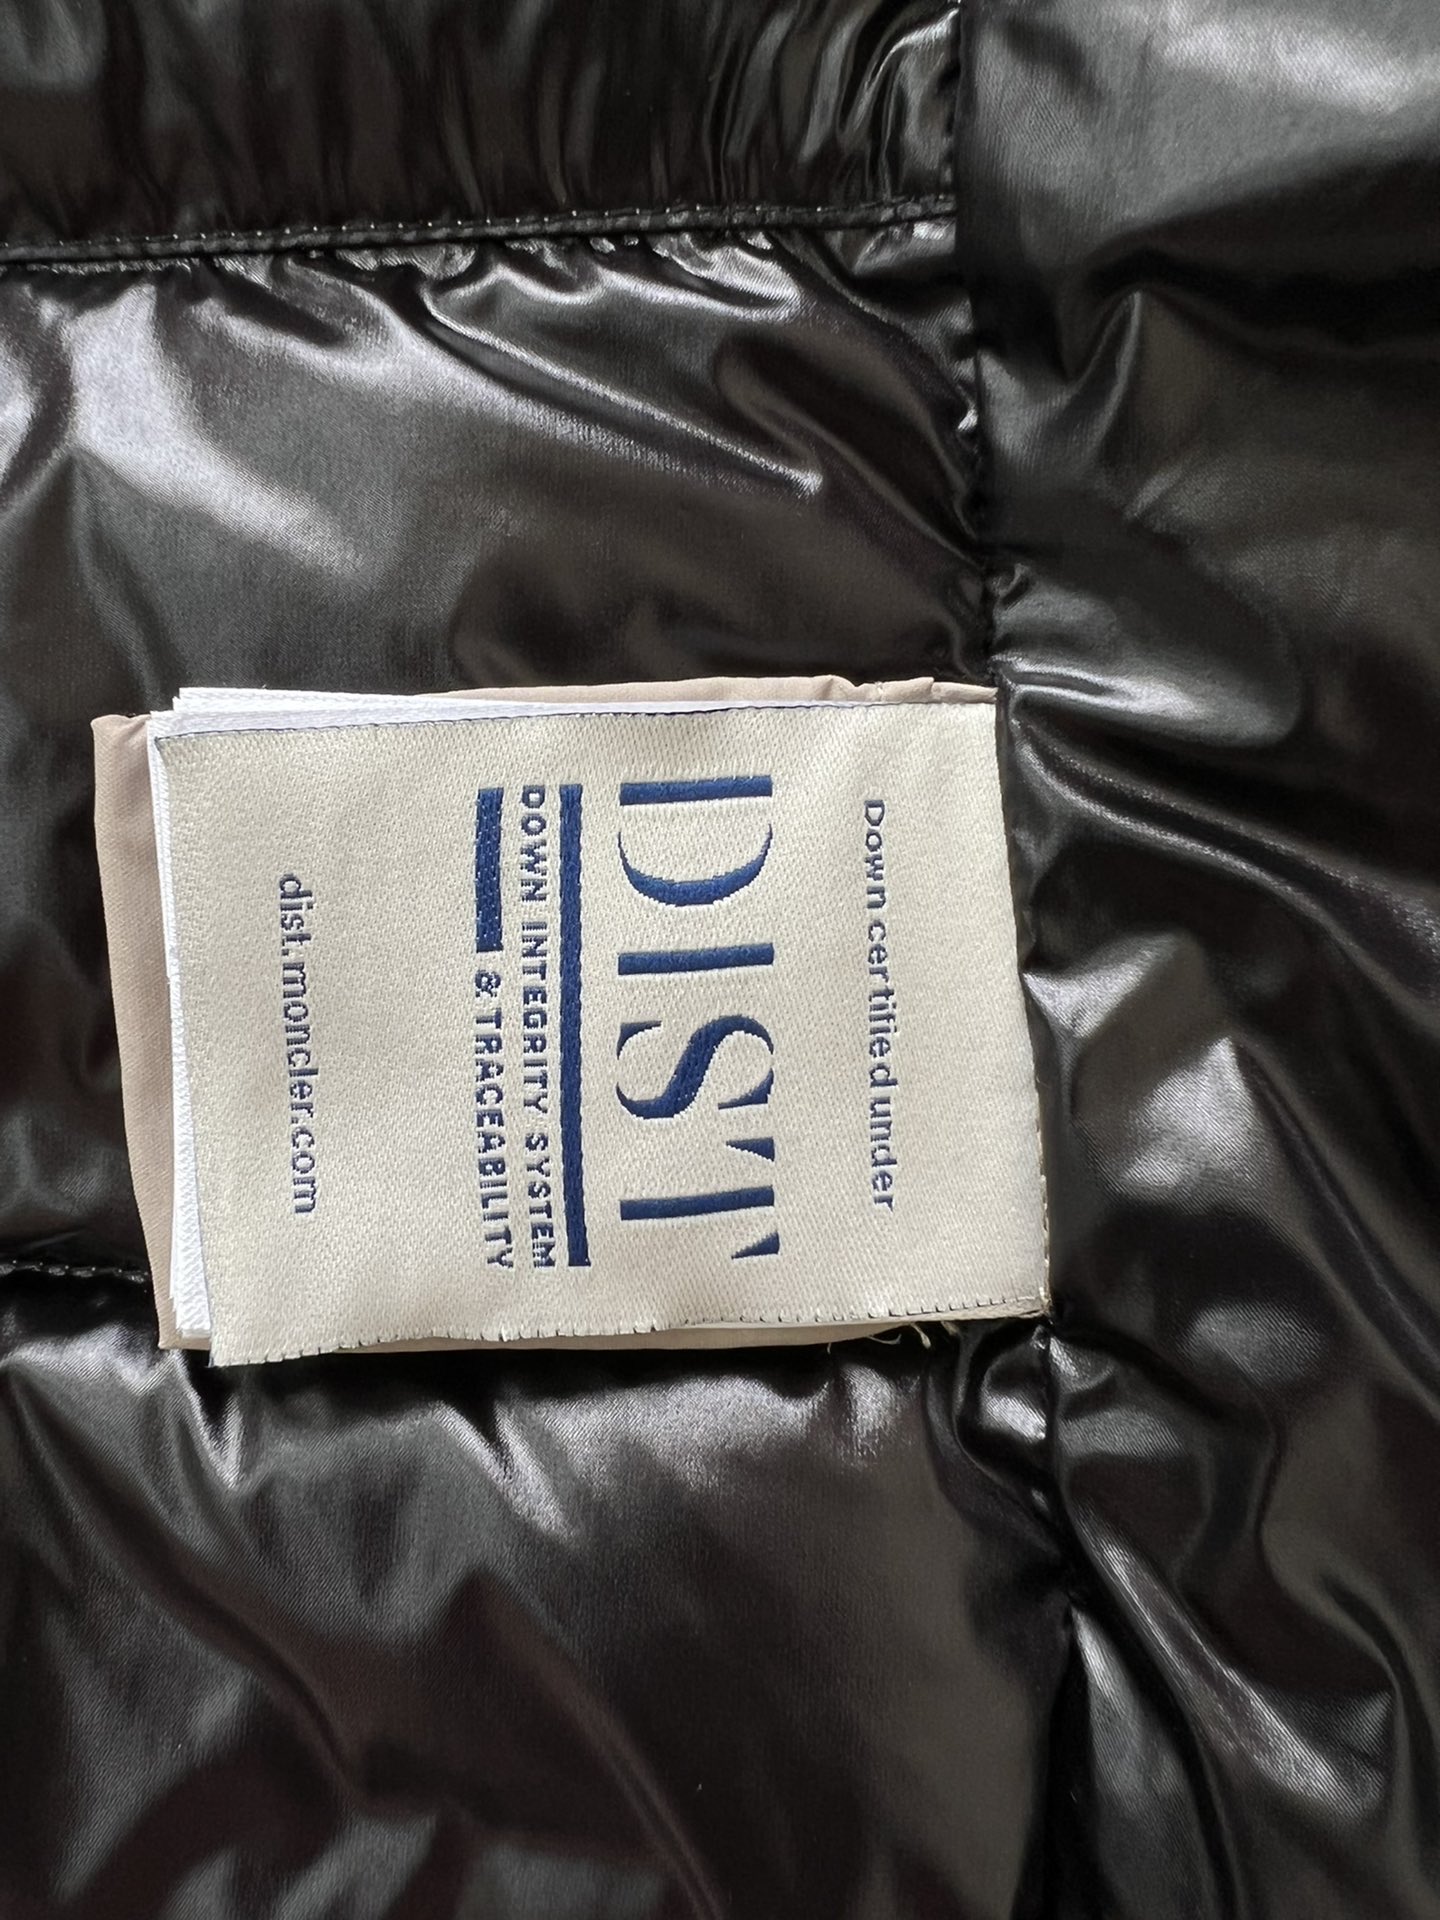 Down certified under
DIST
DOWN INTEGRITY SYSTEM
& TRACEABILITY
dist.moncler.com